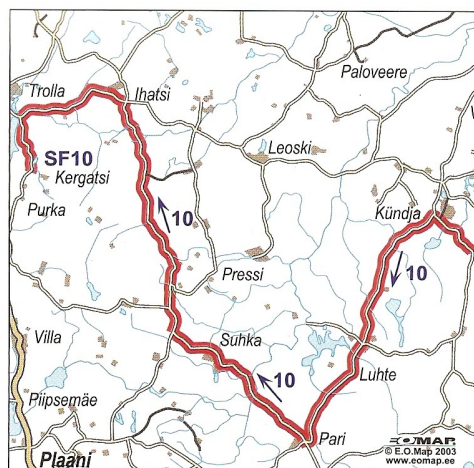 Paloveere
Trolla
Ihatsi
Leoski
SF10
Kergatsi
Purka
10
Kündja
10
Pressi
Villa
Suhka
10
Luhte
Piipsemäe
Pari
Plaani
EOMAP
© E.O.Map 2003
www.eomap.ee